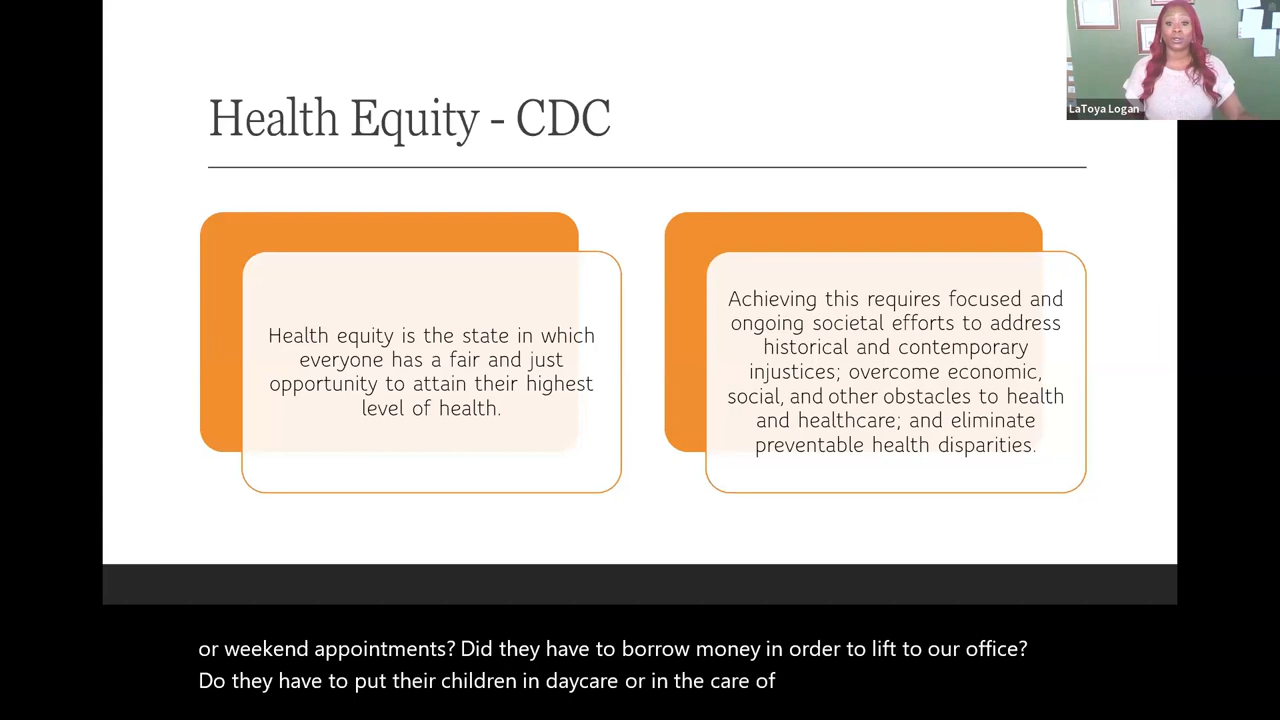 Health Equity - CDC
LaToya Logan
Health equity is the state in which
everyone has a fair and just
opportunity to attain their highest
level of health.
Achieving this requires focused and
ongoing societal efforts to address
historical and contemporary
injustices; overcome economic,
social, and other obstacles to health
and healthcare; and eliminate
preventable health disparities.
or weekend appointments? Did they have to borrow money in order to lift to our office?
Do they have to put their children in daycare or in the care of